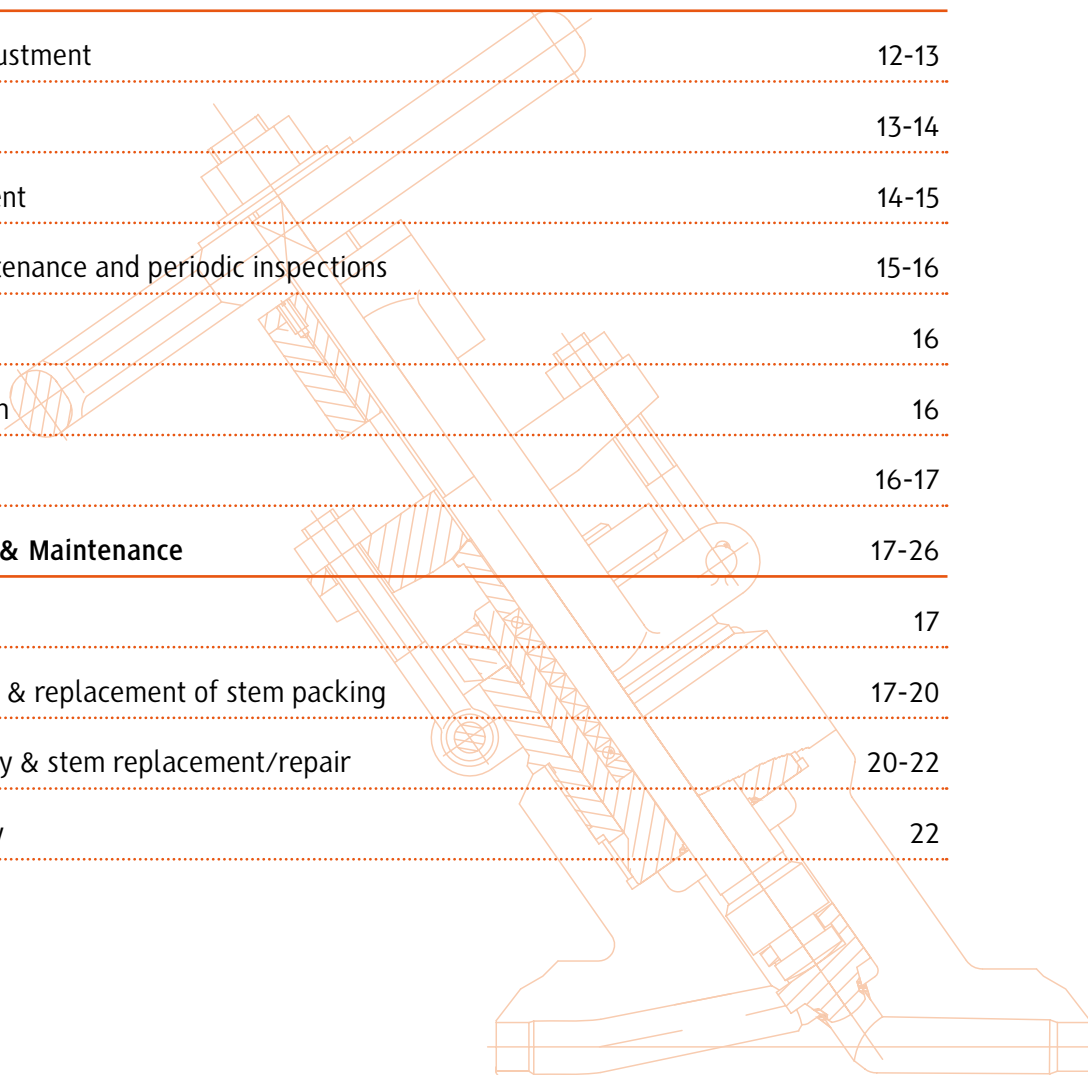 ustment 12-13
13-14
ent 14-15
tenance and periodic inspections 15-16
16
n 16
16-17
& Maintenance 17-26
17
& replacement of stem packing 17-20
y & stem replacement/repair 20-22
y 22